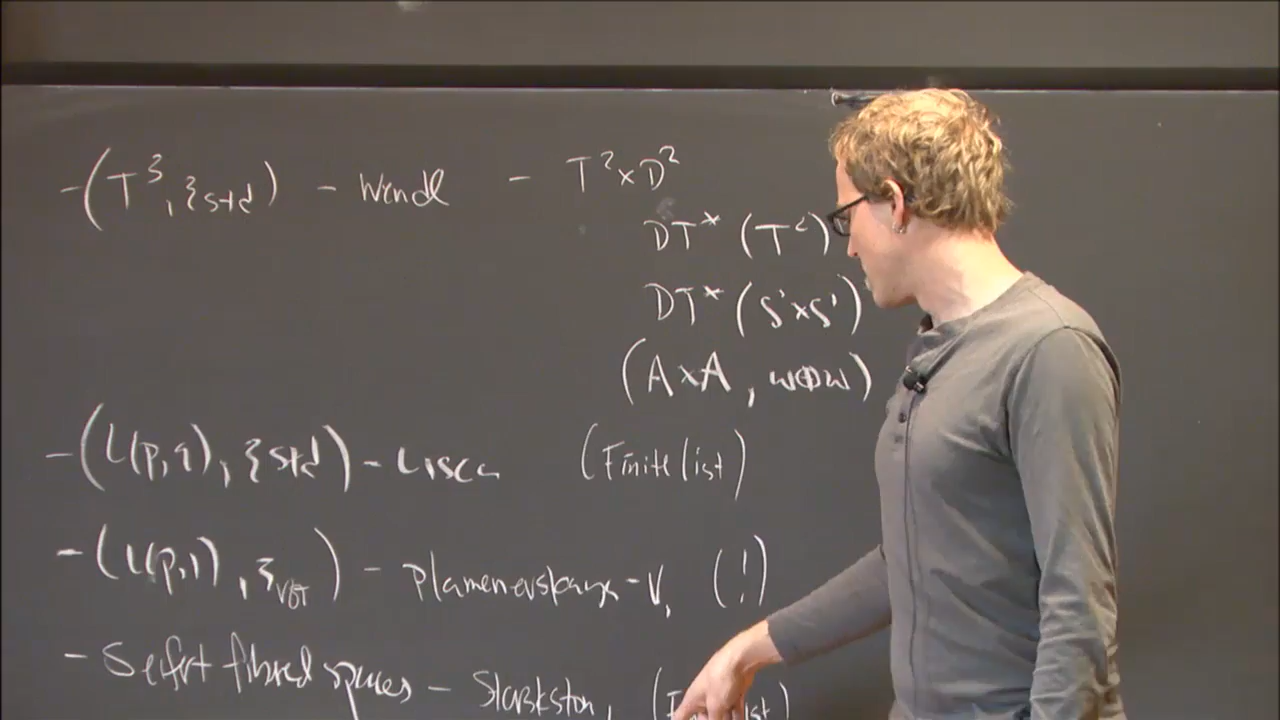 - (T³, ξstd) - Wendl - T²×D²
DT* (T²)
DT* (S¹×S¹)
(A×A, ω⊕ω)
- (L(p,q), ξstd) - Lisca (Finite list)
- (L(p,1), ξVOT) - Plamenevskaya-V, (!)
- Seifert fibred spaces - Starkston, ( list)